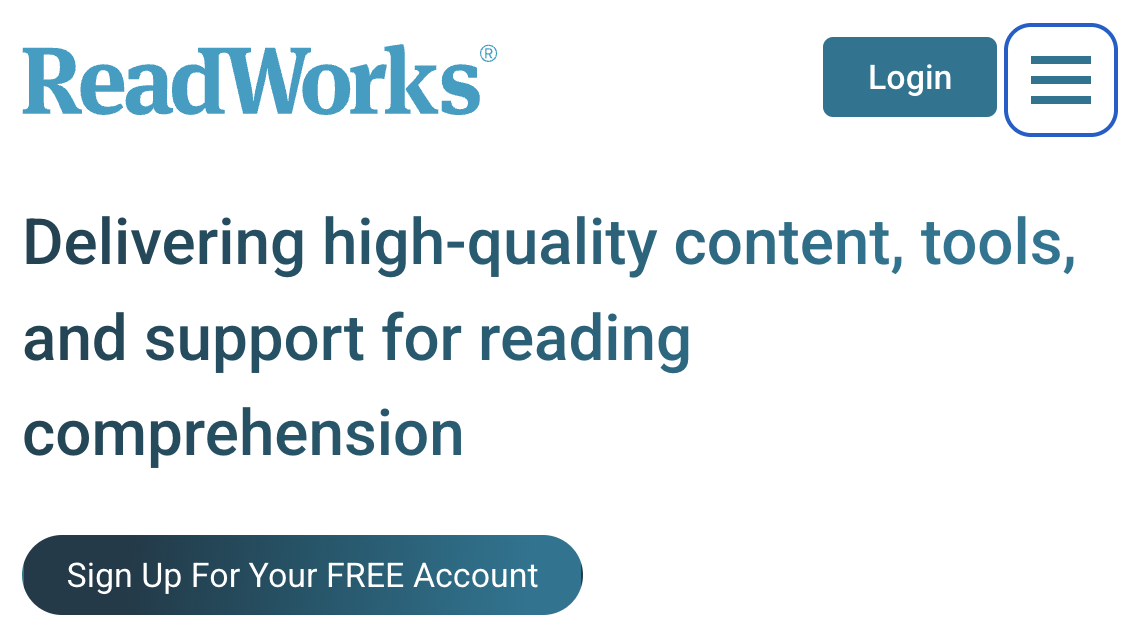 ReadWorks®
Login
Delivering high-quality content, tools,
and support for reading
comprehension
Sign Up For Your FREE Account